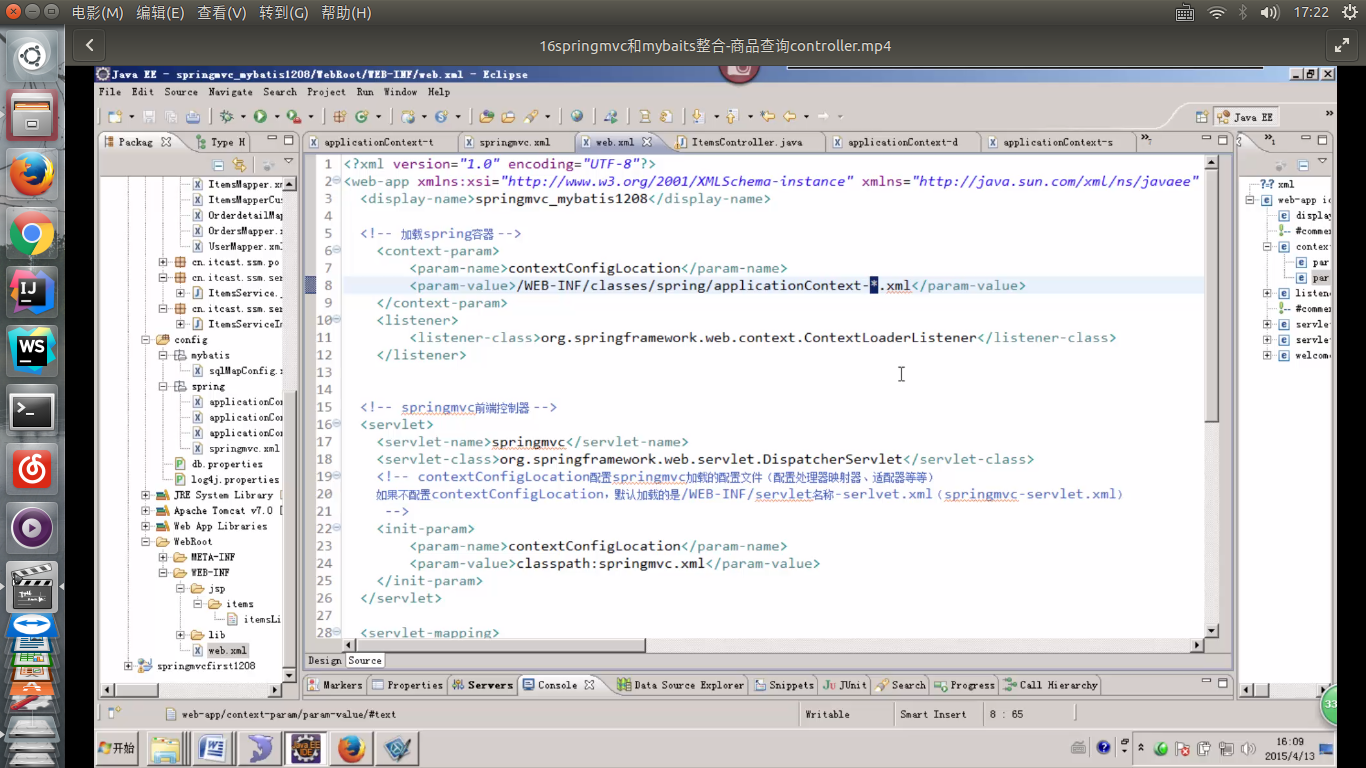 电影(M) 编辑(E) 查看(V) 转到(G) 帮助(H)
17:22
16springmvc和mybaits整合-商品查询controller.mp4
Java EE - springmvc_mybatis1208/WebRoot/WEB-INF/web.xml - Eclipse
File Edit Source Navigate Search Project Run Window Help
Java EE
Packag
Type H
applicationContext-t
springmvc.xml
web.xml
ItemsController.java
applicationContext-d
applicationContext-s
ItemsMapper.xm
ItemsMapperCus
OrderdetailMap
OrdersMapper.x
UserMapper.xml
cn.itcast.ssm.po
cn.itcast.ssm.ser
ItemsService.j
cn.itcast.ssm.ser
ItemsServiceIm
config
mybatis
sqlMapConfig.x
spring
applicationCon
applicationCon
applicationCon
springmvc.xml
db.properties
log4j.properties
JRE System Library [
Apache Tomcat v7.0 [
Web App Libraries
WebRoot
META-INF
WEB-INF
jsp
items
itemsLi
lib
web.xml
springmvcfirst1208
1 <?xml version="1.0" encoding="UTF-8"?>
2 <web-app xmlns:xsi="http://www.w3.org/2001/XMLSchema-instance" xmlns="http://java.sun.com/xml/ns/javaee"
3 <display-name>springmvc_mybatis1208</display-name>
4
5 <!-- 加载spring容器 -->
6 <context-param>
7 <param-name>contextConfigLocation</param-name>
8 <param-value>/WEB-INF/classes/spring/applicationContext-*.xml</param-value>
9 </context-param>
10 <listener>
11 <listener-class>org.springframework.web.context.ContextLoaderListener</listener-class>
12 </listener>
13
14
15 <!-- springmvc前端控制器 -->
16 <servlet>
17 <servlet-name>springmvc</servlet-name>
18 <servlet-class>org.springframework.web.servlet.DispatcherServlet</servlet-class>
19 <!-- contextConfigLocation配置springmvc加载的配置文件（配置处理器映射器、适配器等等）
20 如果不配置contextConfigLocation，默认加载的是/WEB-INF/servlet名称-serlvet.xml（springmvc-servlet.xml）
21 -->
22 <init-param>
23 <param-name>contextConfigLocation</param-name>
24 <param-value>classpath:springmvc.xml</param-value>
25 </init-param>
26 </servlet>
27
28 <servlet-mapping>
xml
web-app ic
displa
#comme
contex
par
par
listen
#comme
servle
servle
welcom
Design Source
Markers Properties Servers Console Data Source Explorer Snippets JUnit Search Progress Call Hierarchy
web-app/context-param/param-value/#text
Writable
Smart Insert
8 : 65
33
开始
16:09
2015/4/13